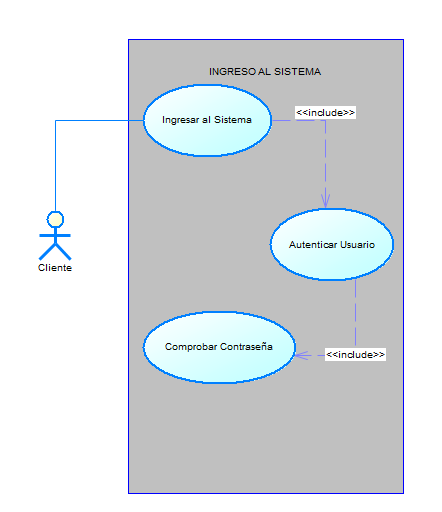 INGRESO AL SISTEMA
Ingresar al Sistema
<<include>>
Autenticar Usuario
Cliente
Comprobar Contraseña
<<include>>